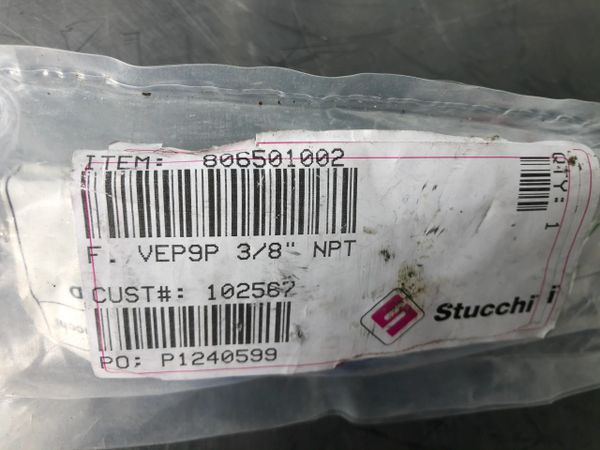 ITEM: 806501002
QTY: 1
F. VEP9P 3/8" NPT
CUST#: 102567
Stucchi
PO: P1240599